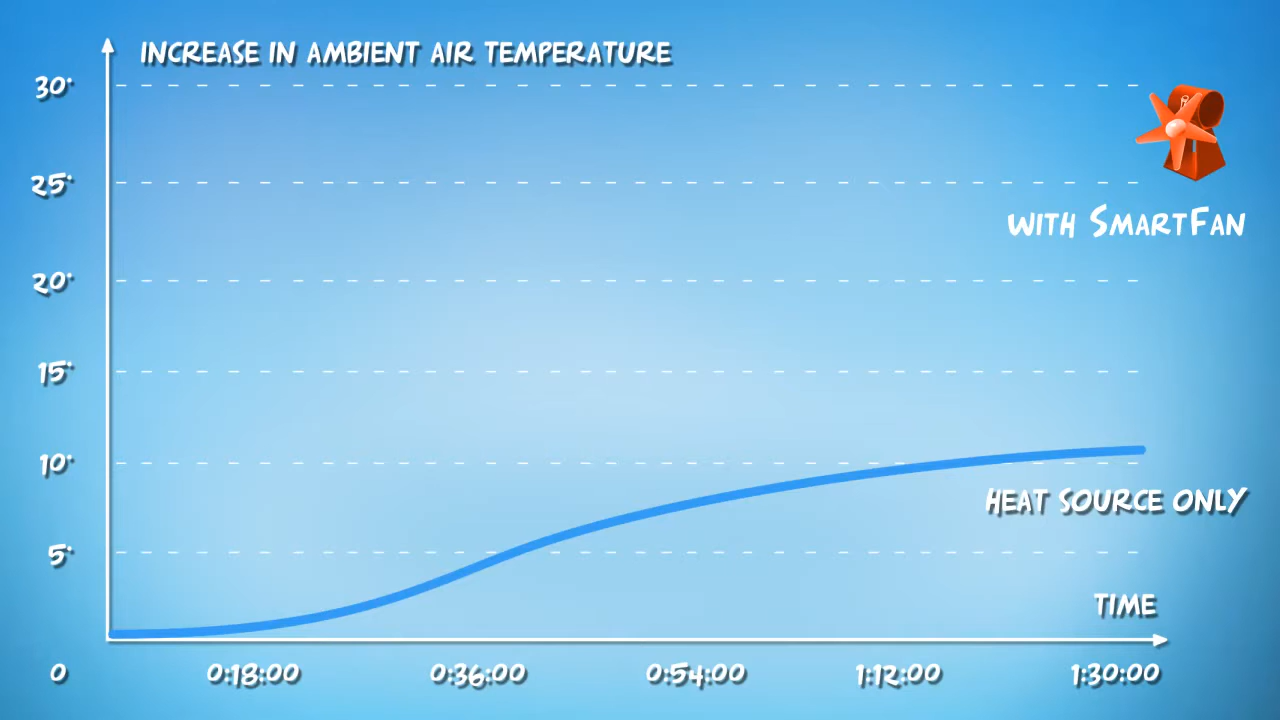 INCREASE IN AMBIENT AIR TEMPERATURE
30°
25°
WITH SMARTFAN
20°
15°
10°
HEAT SOURCE ONLY
5°
TIME
0 0:18:00 0:36:00 0:54:00 1:12:00 1:30:00